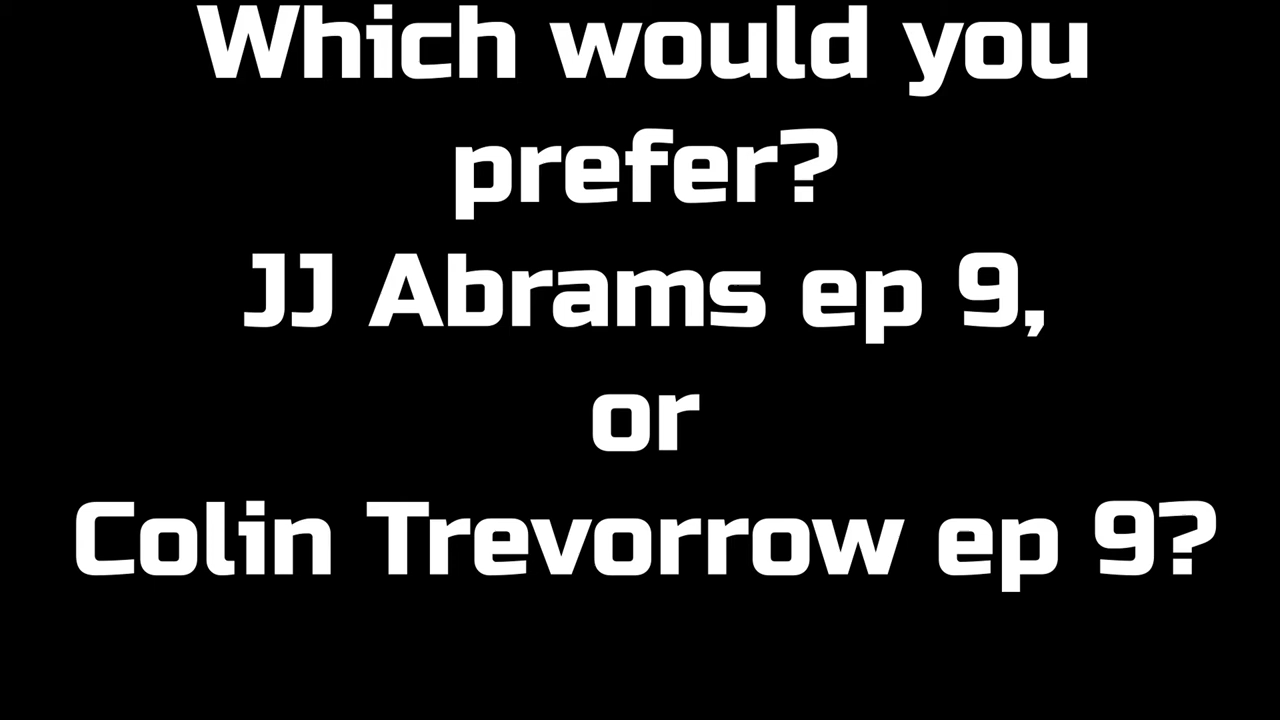 Which would you
prefer?
JJ Abrams ep 9,
or
Colin Trevorrow ep 9?